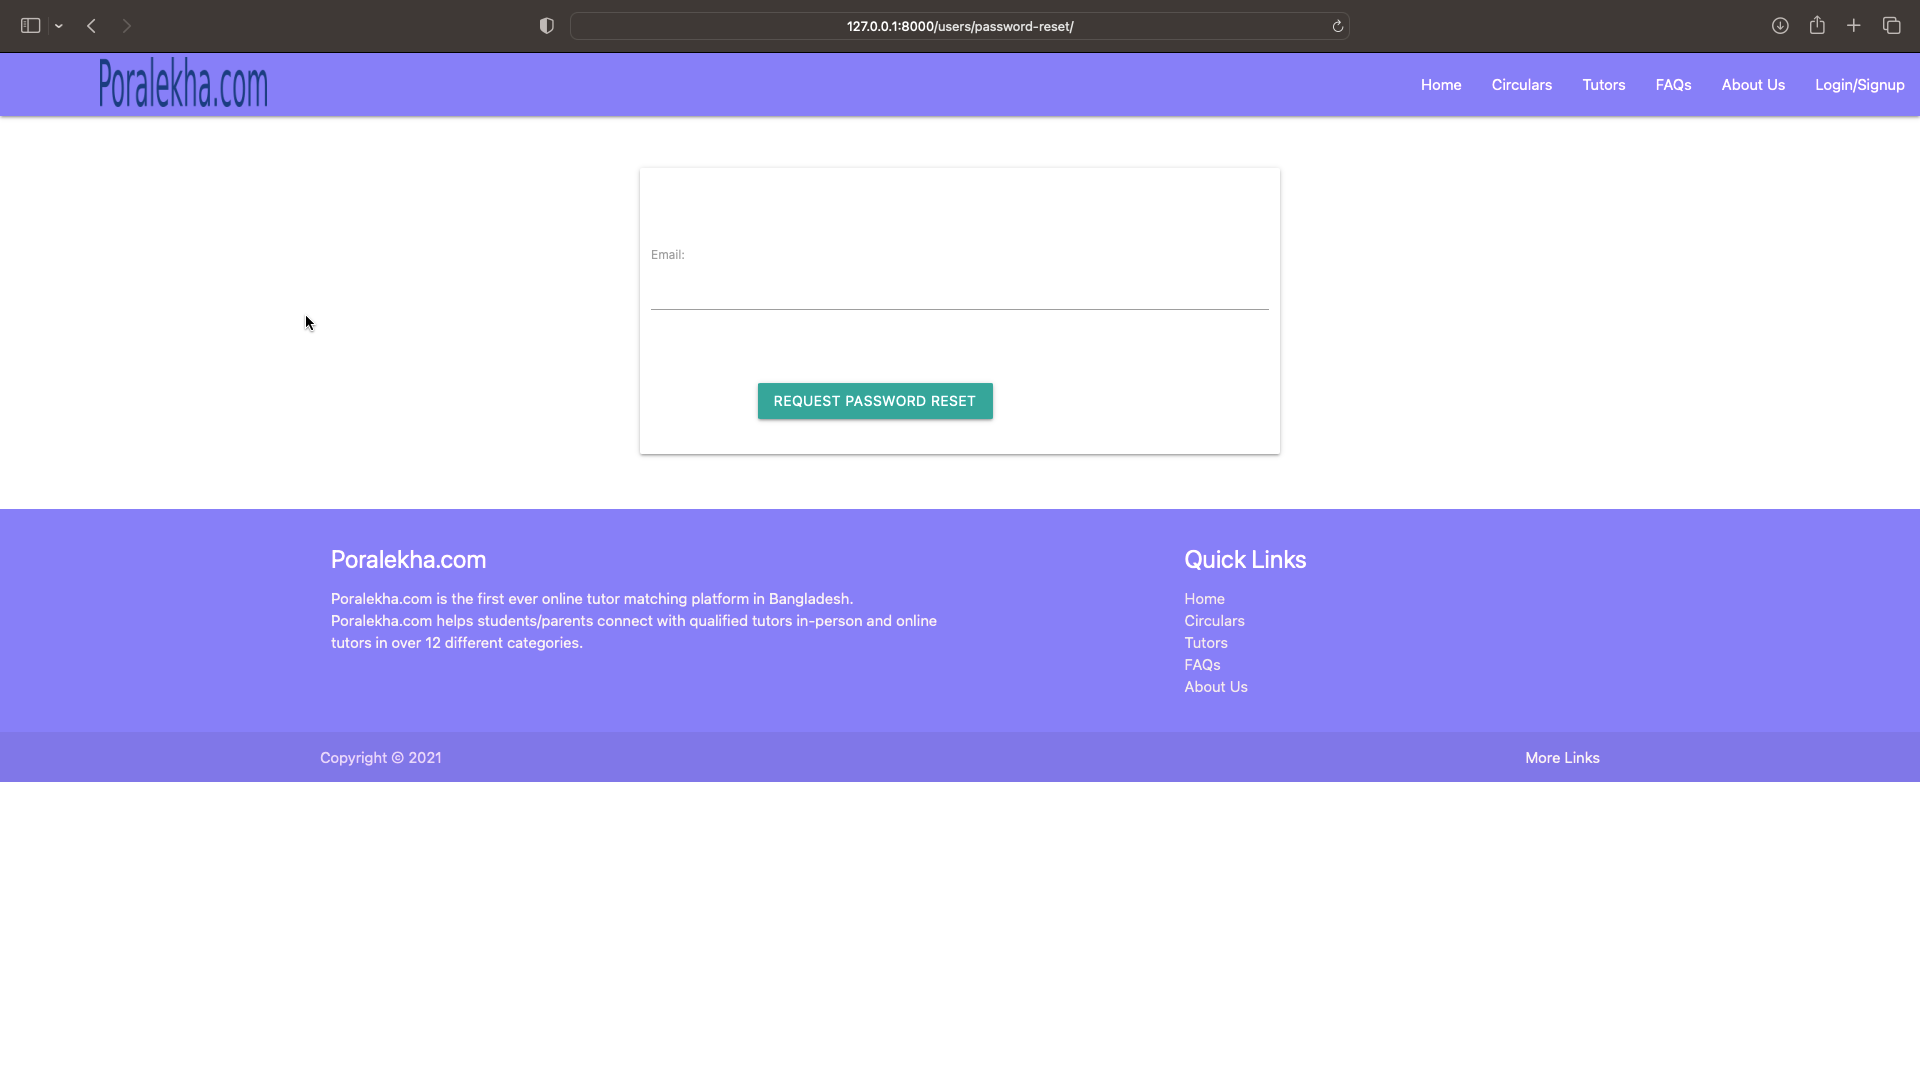 127.0.0.1:8000/users/password-reset/
Poralekha.com
Home Circulars Tutors FAQs About Us Login/Signup
Email:
REQUEST PASSWORD RESET
Poralekha.com
Poralekha.com is the first ever online tutor matching platform in Bangladesh.
Poralekha.com helps students/parents connect with qualified tutors in-person and online
tutors in over 12 different categories.
Quick Links
Home
Circulars
Tutors
FAQs
About Us
Copyright © 2021
More Links